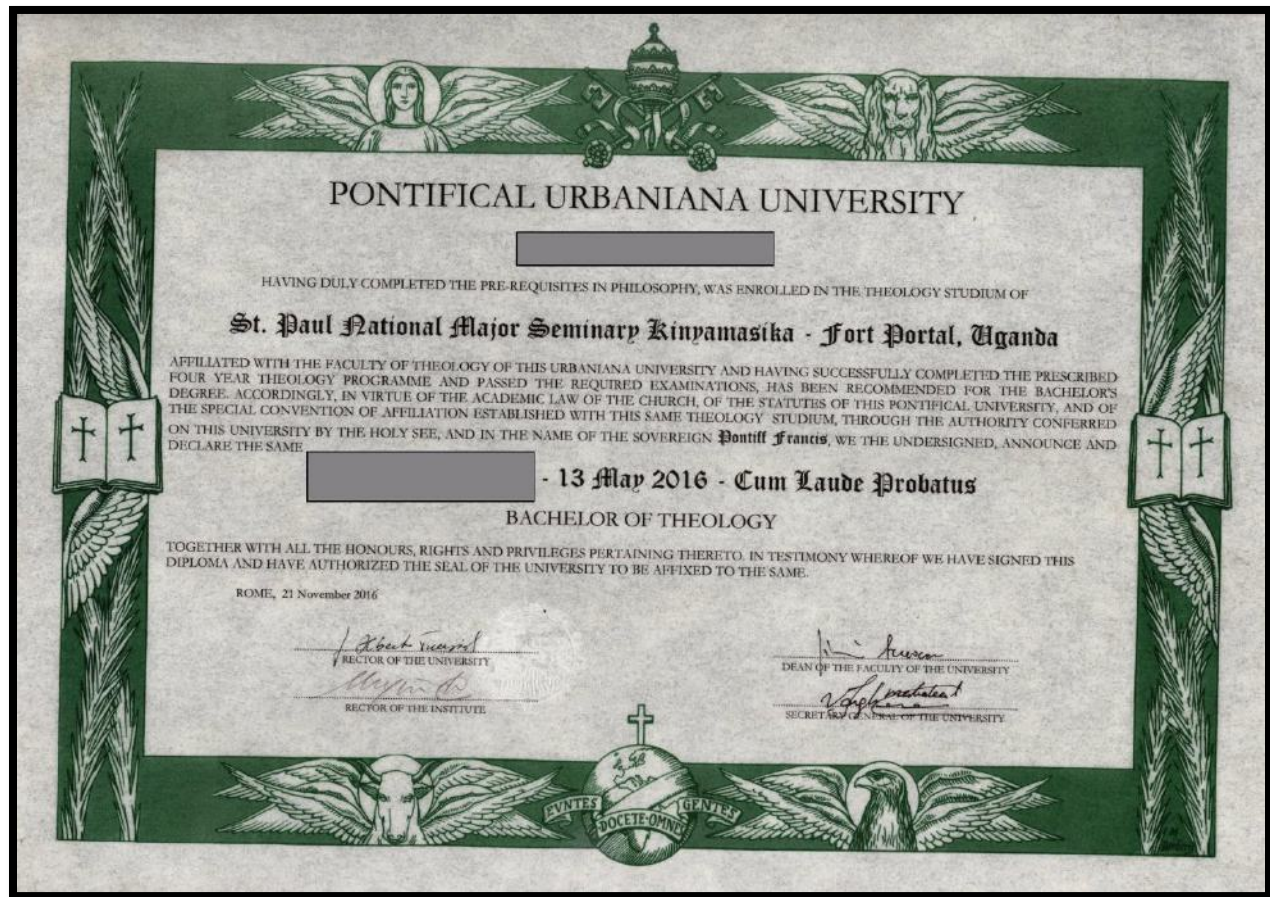 PONTIFICAL URBANIANA UNIVERSITY
HAVING DULY COMPLETED THE PRE-REQUISITES IN PHILOSOPHY, WAS ENROLLED IN THE THEOLOGY STUDIUM OF
St. Paul National Major Seminary Kinyamasika - Fort Portal, Uganda
AFFILIATED WITH THE FACULTY OF THEOLOGY OF THIS URBANIANA UNIVERSITY AND HAVING SUCCESSFULLY COMPLETED THE PRESCRIBED
FOUR YEAR THEOLOGY PROGRAMME AND PASSED THE REQUIRED EXAMINATIONS, HAS BEEN RECOMMENDED FOR THE BACHELOR'S
DEGREE. ACCORDINGLY, IN VIRTUE OF THE ACADEMIC LAW OF THE CHURCH, OF THE STATUTES OF THIS PONTIFICAL UNIVERSITY, AND OF
THE SPECIAL CONVENTION OF AFFILIATION ESTABLISHED WITH THIS SAME THEOLOGY STUDIUM, THROUGH THE AUTHORITY CONFERRED
ON THIS UNIVERSITY BY THE HOLY SEE, AND IN THE NAME OF THE SOVEREIGN Pontiff Francis, WE THE UNDERSIGNED, ANNOUNCE AND
DECLARE THE SAME
- 13 May 2016 - Cum Laude Probatus
BACHELOR OF THEOLOGY
TOGETHER WITH ALL THE HONOURS, RIGHTS AND PRIVILEGES PERTAINING THERETO. IN TESTIMONY WHEREOF WE HAVE SIGNED THIS
DIPLOMA AND HAVE AUTHORIZED THE SEAL OF THE UNIVERSITY TO BE AFFIXED TO THE SAME.
ROME, 21 November 2016
RECTOR OF THE UNIVERSITY
DEAN OF THE FACULTY OF THE UNIVERSITY
RECTOR OF THE INSTITUTE
SECRETARY GENERAL OF THE UNIVERSITY
EVNTES DOCETE OMNES GENTES